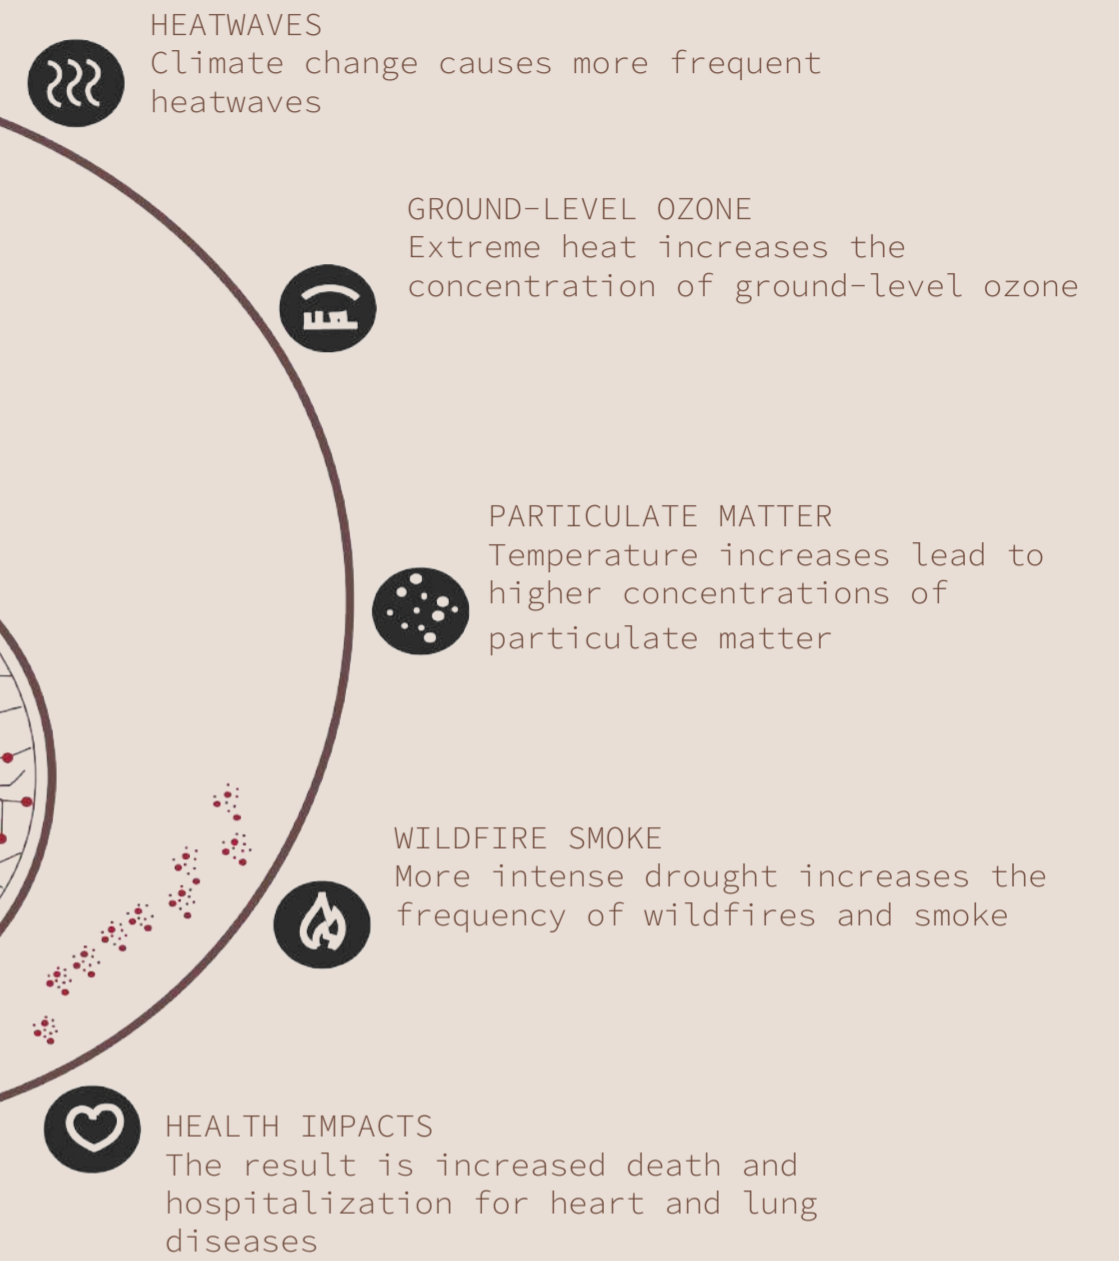 HEATWAVES
Climate change causes more frequent
heatwaves
GROUND-LEVEL OZONE
Extreme heat increases the
concentration of ground-level ozone
PARTICULATE MATTER
Temperature increases lead to
higher concentrations of
particulate matter
WILDFIRE SMOKE
More intense drought increases the
frequency of wildfires and smoke
HEALTH IMPACTS
The result is increased death and
hospitalization for heart and lung
diseases